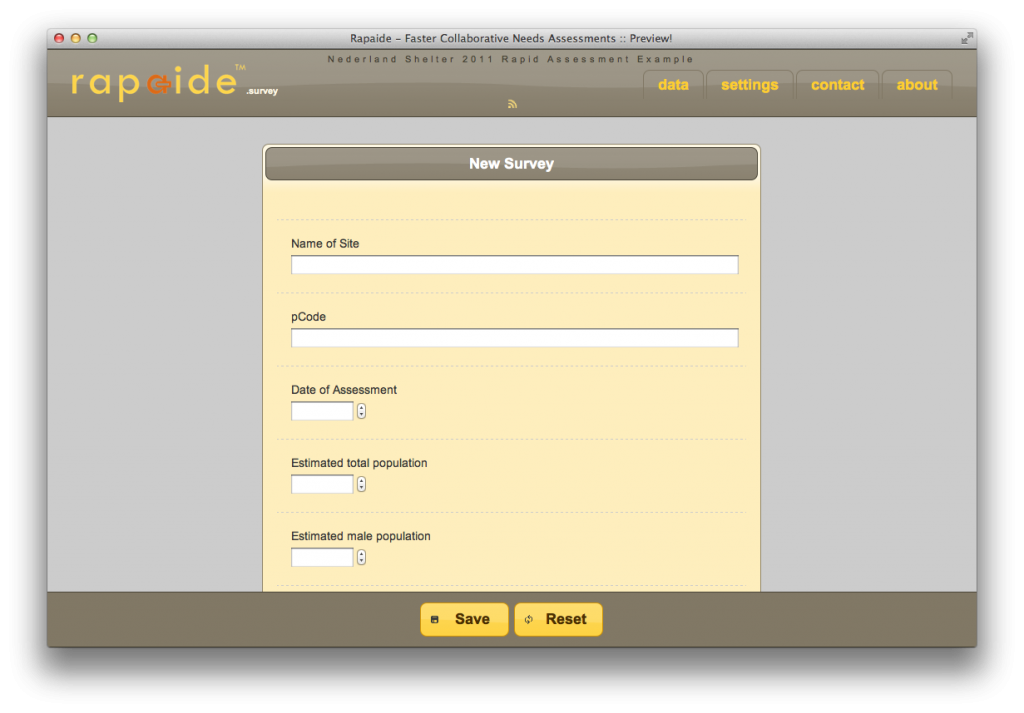 Rapaide – Faster Collaborative Needs Assessments :: Preview!
Nederland Shelter 2011 Rapid Assessment Example
rapaide™.survey
data settings contact about
New Survey
Name of Site
pCode
Date of Assessment
Estimated total population
Estimated male population
Save Reset